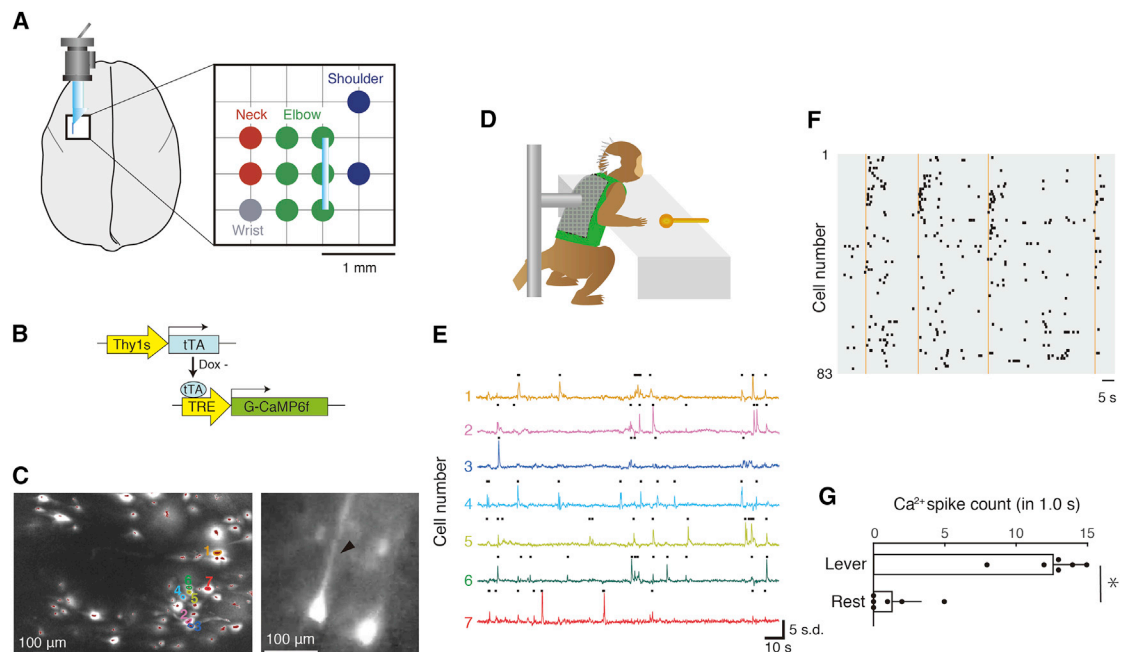 A
Shoulder
Neck
Elbow
Wrist
1 mm
B
Thy1s
tTA
Dox -
tTA
TRE
G-CaMP6f
C
1
7
100 µm
D
E
Cell number
1
2
3
4
5
6
7
5 s.d.
10 s
F
Cell number
1
83
5 s
G
Ca2+ spike count (in 1.0 s)
0
5
10
15
Lever
Rest
*